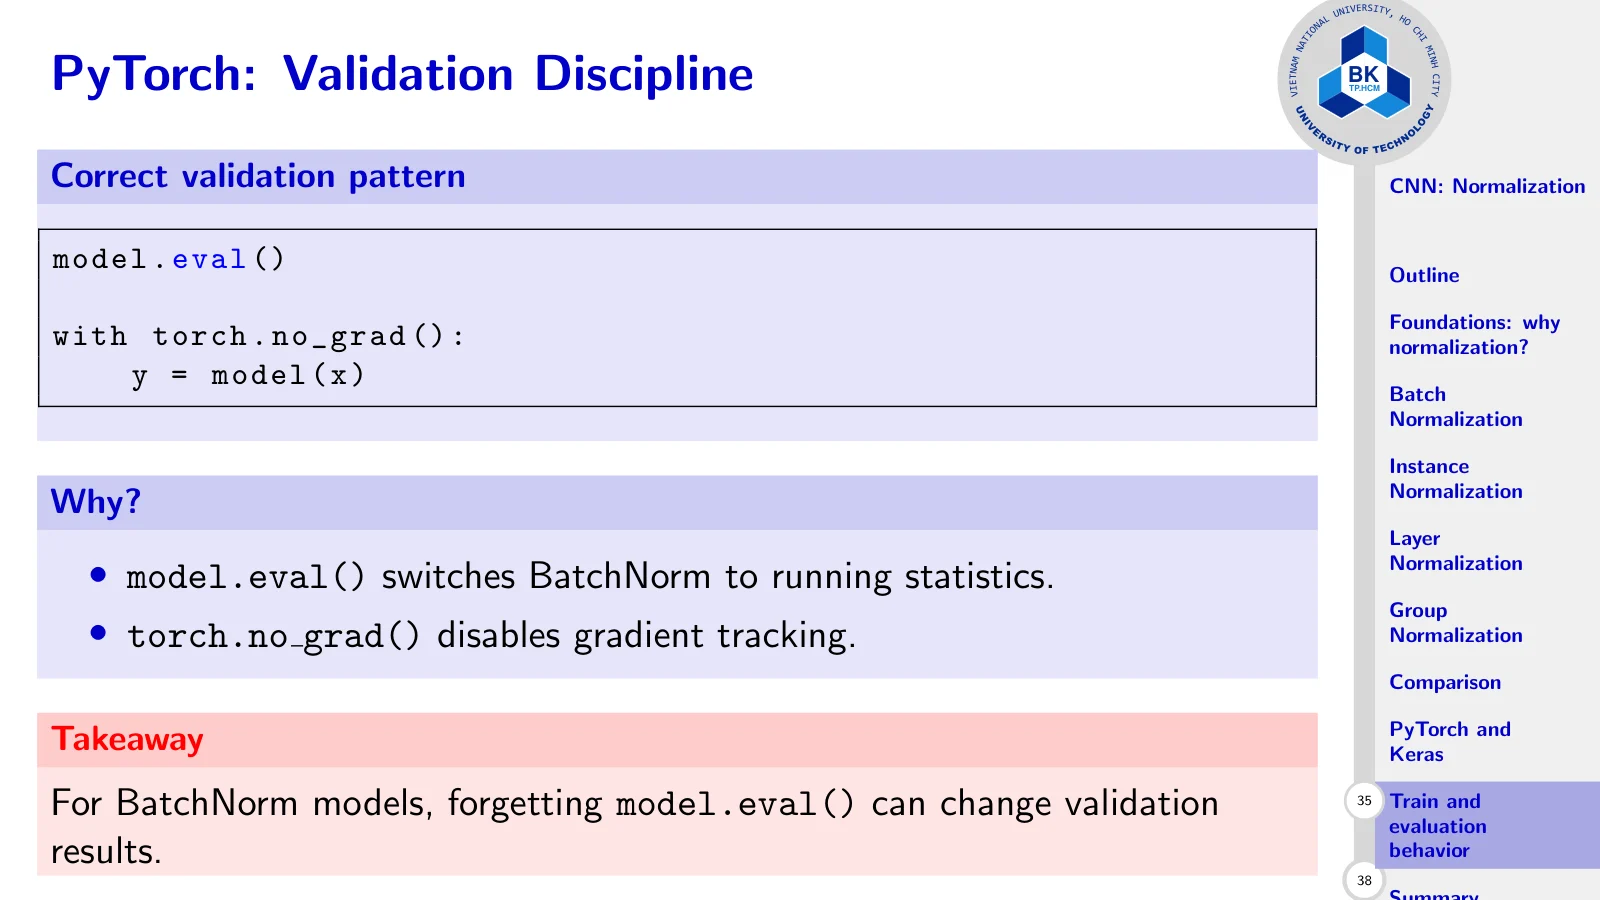 PyTorch: Validation Discipline
Correct validation pattern
model.eval()
with torch.no_grad():
    y = model(x)
Why?
• model.eval() switches BatchNorm to running statistics.
• torch.no_grad() disables gradient tracking.
Takeaway
For BatchNorm models, forgetting model.eval() can change validation
results.
VIETNAM NATIONAL UNIVERSITY, HO CHI MINH CITY
BK
TP.HCM
UNIVERSITY OF TECHNOLOGY
CNN: Normalization
Outline
Foundations: why
normalization?
Batch
Normalization
Instance
Normalization
Layer
Normalization
Group
Normalization
Comparison
PyTorch and
Keras
35
Train and
evaluation
behavior
38
Summary